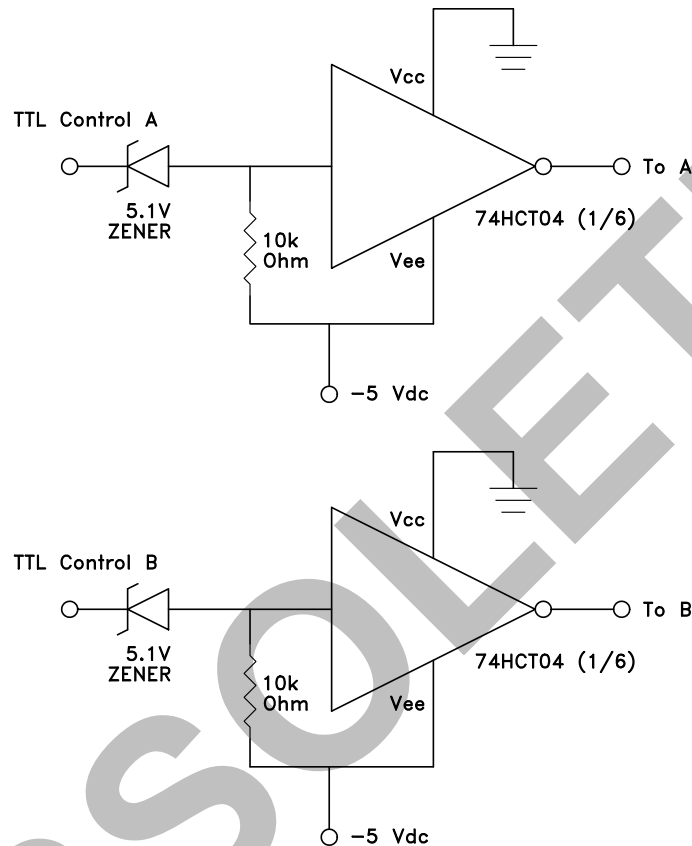 Vcc
TTL Control A
To A
5.1V
ZENER
74HCT04 (1/6)
10k
Ohm
Vee
-5 Vdc
Vcc
TTL Control B
To B
5.1V
ZENER
74HCT04 (1/6)
10k
Ohm
Vee
-5 Vdc